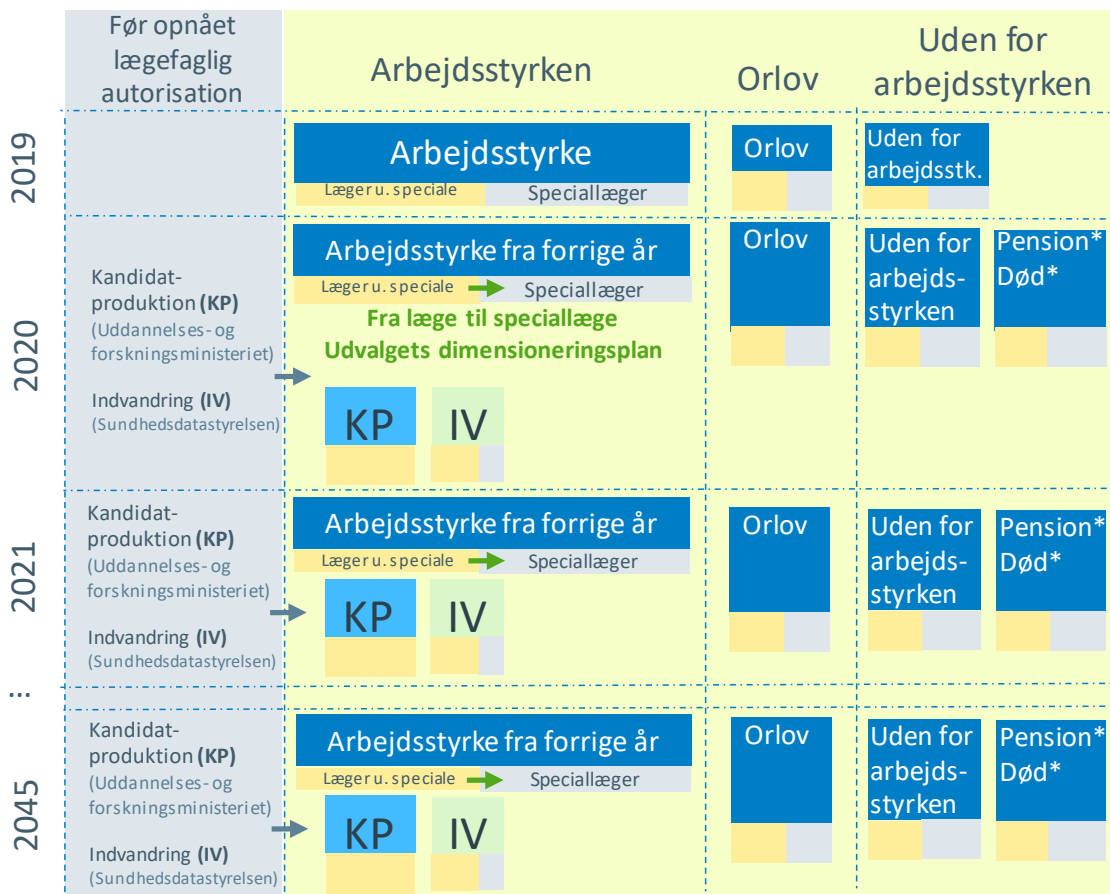 Før opnået
lægefaglig
autorisation
Arbejdsstyrken
Orlov
Uden for
arbejdsstyrken
2019
Arbejdsstyrke
Læger u. speciale
Speciallæger
Orlov
Uden for
arbejdsstk.
2020
Kandidat-
produktion (KP)
(Uddannelses- og
forskningsministeriet)
Indvandring (IV)
(Sundhedsdatastyrelsen)
Arbejdsstyrke fra forrige år
Læger u. speciale
Speciallæger
Fra læge til speciallæge
Udvalgets dimensioneringsplan
KP
IV
Orlov
Uden for
arbejds-
styrken
Pension*
Død*
2021
Kandidat-
produktion (KP)
(Uddannelses- og
forskningsministeriet)
Indvandring (IV)
(Sundhedsdatastyrelsen)
Arbejdsstyrke fra forrige år
Læger u. speciale
Speciallæger
KP
IV
Orlov
Uden for
arbejds-
styrken
Pension*
Død*
...
2045
Kandidat-
produktion (KP)
(Uddannelses- og
forskningsministeriet)
Indvandring (IV)
(Sundhedsdatastyrelsen)
Arbejdsstyrke fra forrige år
Læger u. speciale
Speciallæger
KP
IV
Orlov
Uden for
arbejds-
styrken
Pension*
Død*